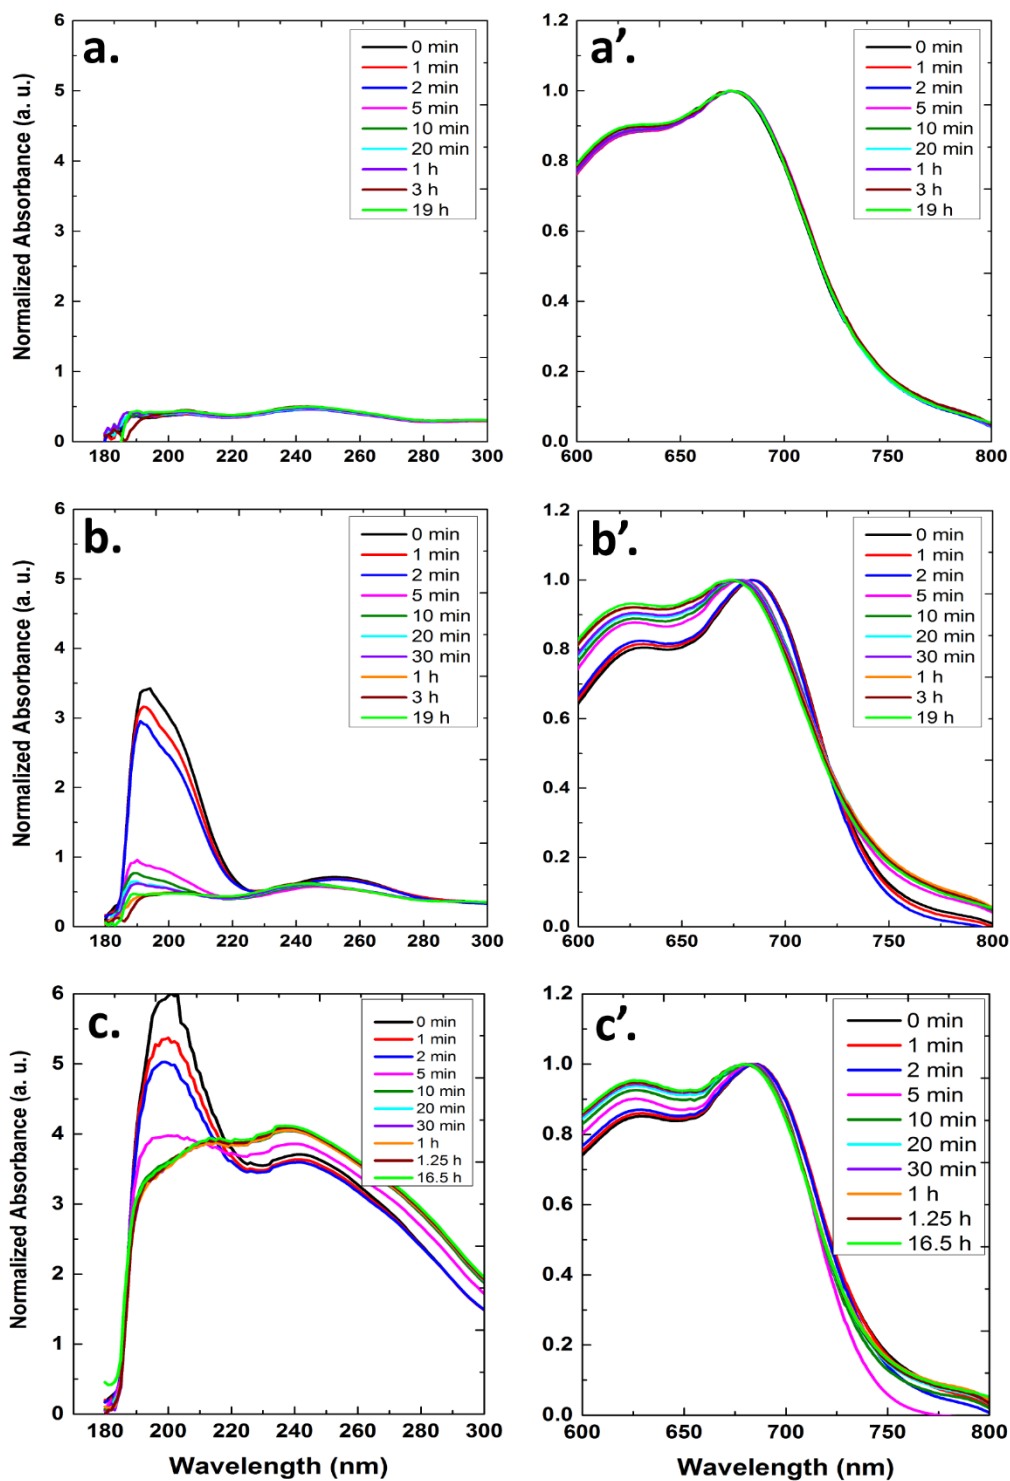 a.
0 min
1 min
2 min
5 min
10 min
20 min
1 h
3 h
19 h
6
5
4
3
2
1
0
Normalized Absorbance (a. u.)
180 200 220 240 260 280 300
a'.
0 min
1 min
2 min
5 min
10 min
20 min
1 h
3 h
19 h
1.2
1.0
0.8
0.6
0.4
0.2
0.0
600 650 700 750 800
b.
0 min
1 min
2 min
5 min
10 min
20 min
30 min
1 h
3 h
19 h
6
5
4
3
2
1
0
Normalized Absorbance (a. u.)
180 200 220 240 260 280 300
b'.
0 min
1 min
2 min
5 min
10 min
20 min
30 min
1 h
3 h
19 h
1.2
1.0
0.8
0.6
0.4
0.2
0.0
600 650 700 750 800
c.
0 min
1 min
2 min
5 min
10 min
20 min
30 min
1 h
1.25 h
16.5 h
6
5
4
3
2
1
0
Normalized Absorbance (a. u.)
180 200 220 240 260 280 300
Wavelength (nm)
c'.
0 min
1 min
2 min
5 min
10 min
20 min
30 min
1 h
1.25 h
16.5 h
1.2
1.0
0.8
0.6
0.4
0.2
0.0
600 650 700 750 800
Wavelength (nm)